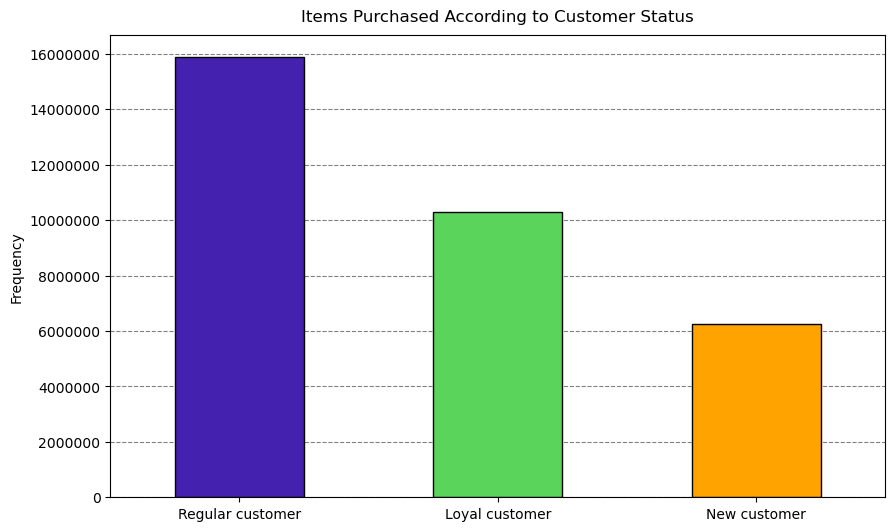 Items Purchased According to Customer Status
Frequency
16000000
14000000
12000000
10000000
8000000
6000000
4000000
2000000
0
Regular customer
Loyal customer
New customer